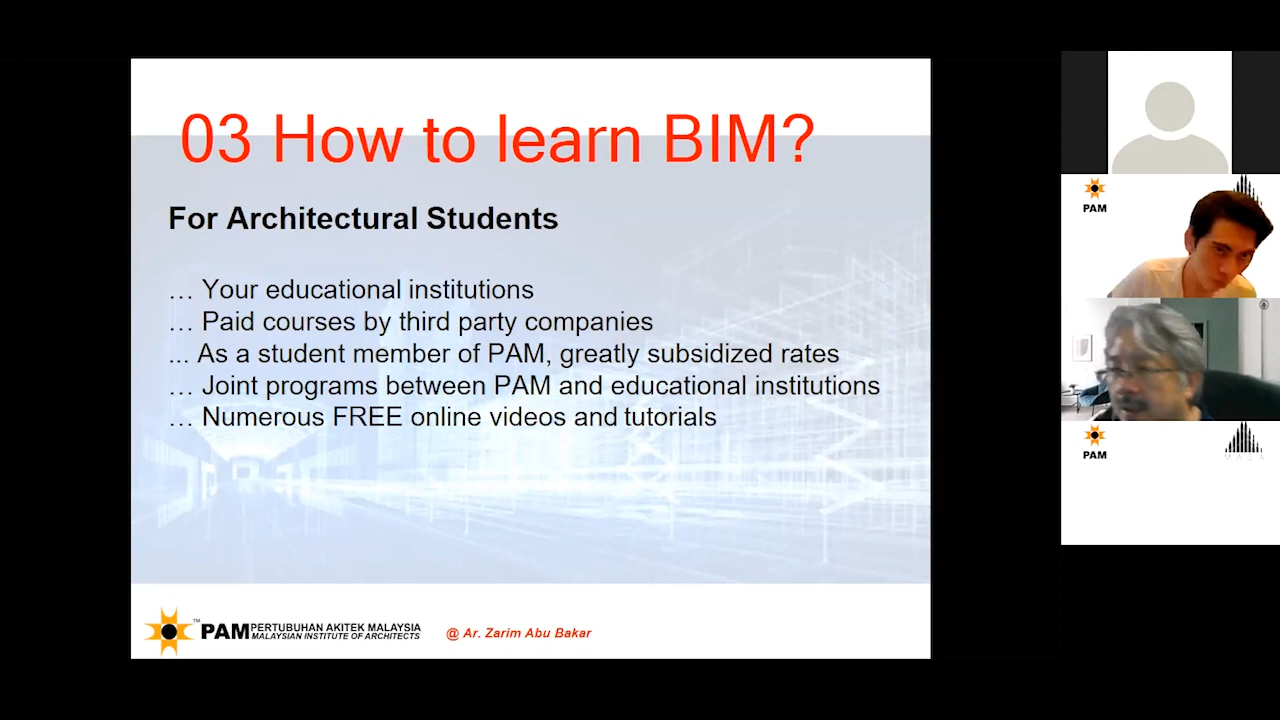 03 How to learn BIM?
For Architectural Students
… Your educational institutions
… Paid courses by third party companies
... As a student member of PAM, greatly subsidized rates
… Joint programs between PAM and educational institutions
… Numerous FREE online videos and tutorials
PAM
PERTUBUHAN AKITEK MALAYSIA
MALAYSIAN INSTITUTE OF ARCHITECTS
TM
@ Ar. Zarim Abu Bakar
PAM
PAM